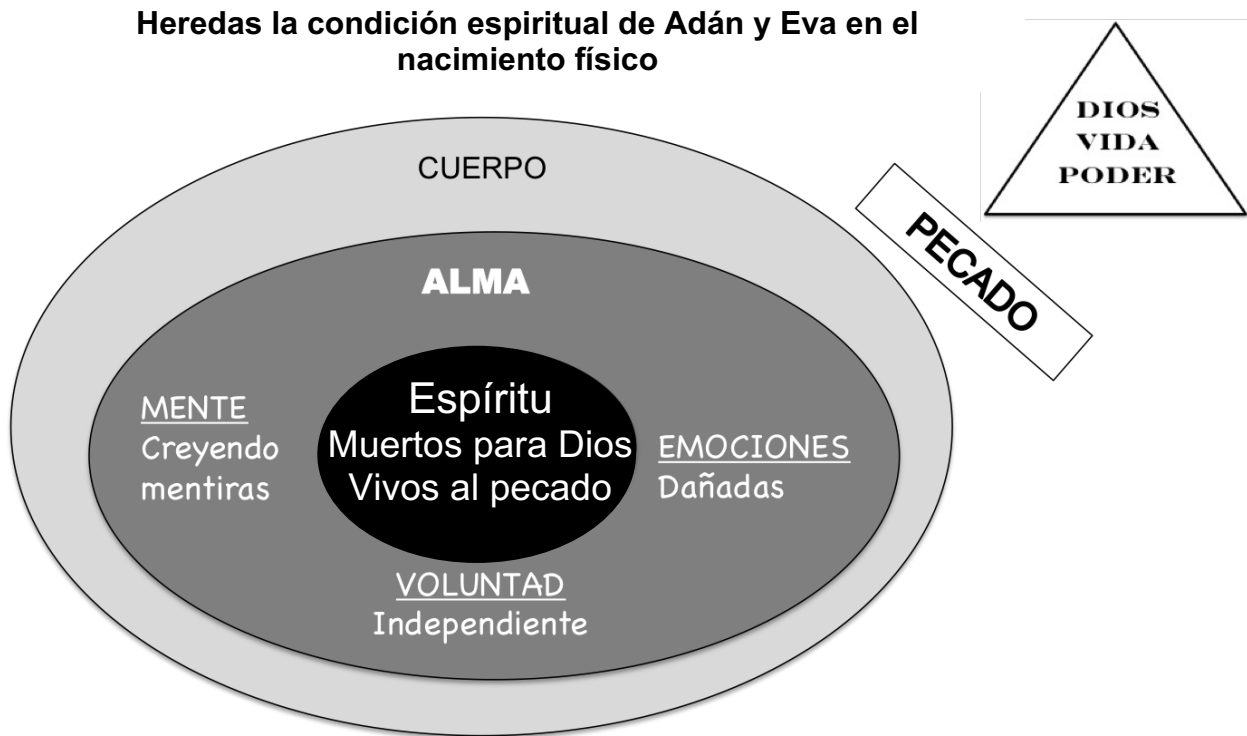 Heredas la condición espiritual de Adán y Eva en el
nacimiento físico
DIOS
VIDA
PODER
PECADO
CUERPO
ALMA
MENTE
Creyendo
mentiras
Espíritu
Muertos para Dios
Vivos al pecado
EMOCIONES
Dañadas
VOLUNTAD
Independiente